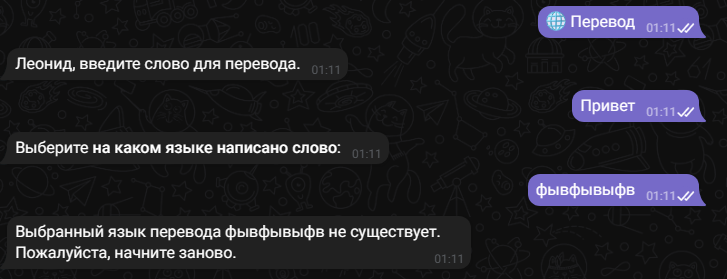 🌐 Перевод 01:11
Леонид, введите слово для перевода. 01:11
Привет 01:11
Выберите на каком языке написано слово: 01:11
фывфывыфв 01:11
Выбранный язык перевода фывфывыфв не существует.
Пожалуйста, начните заново. 01:11